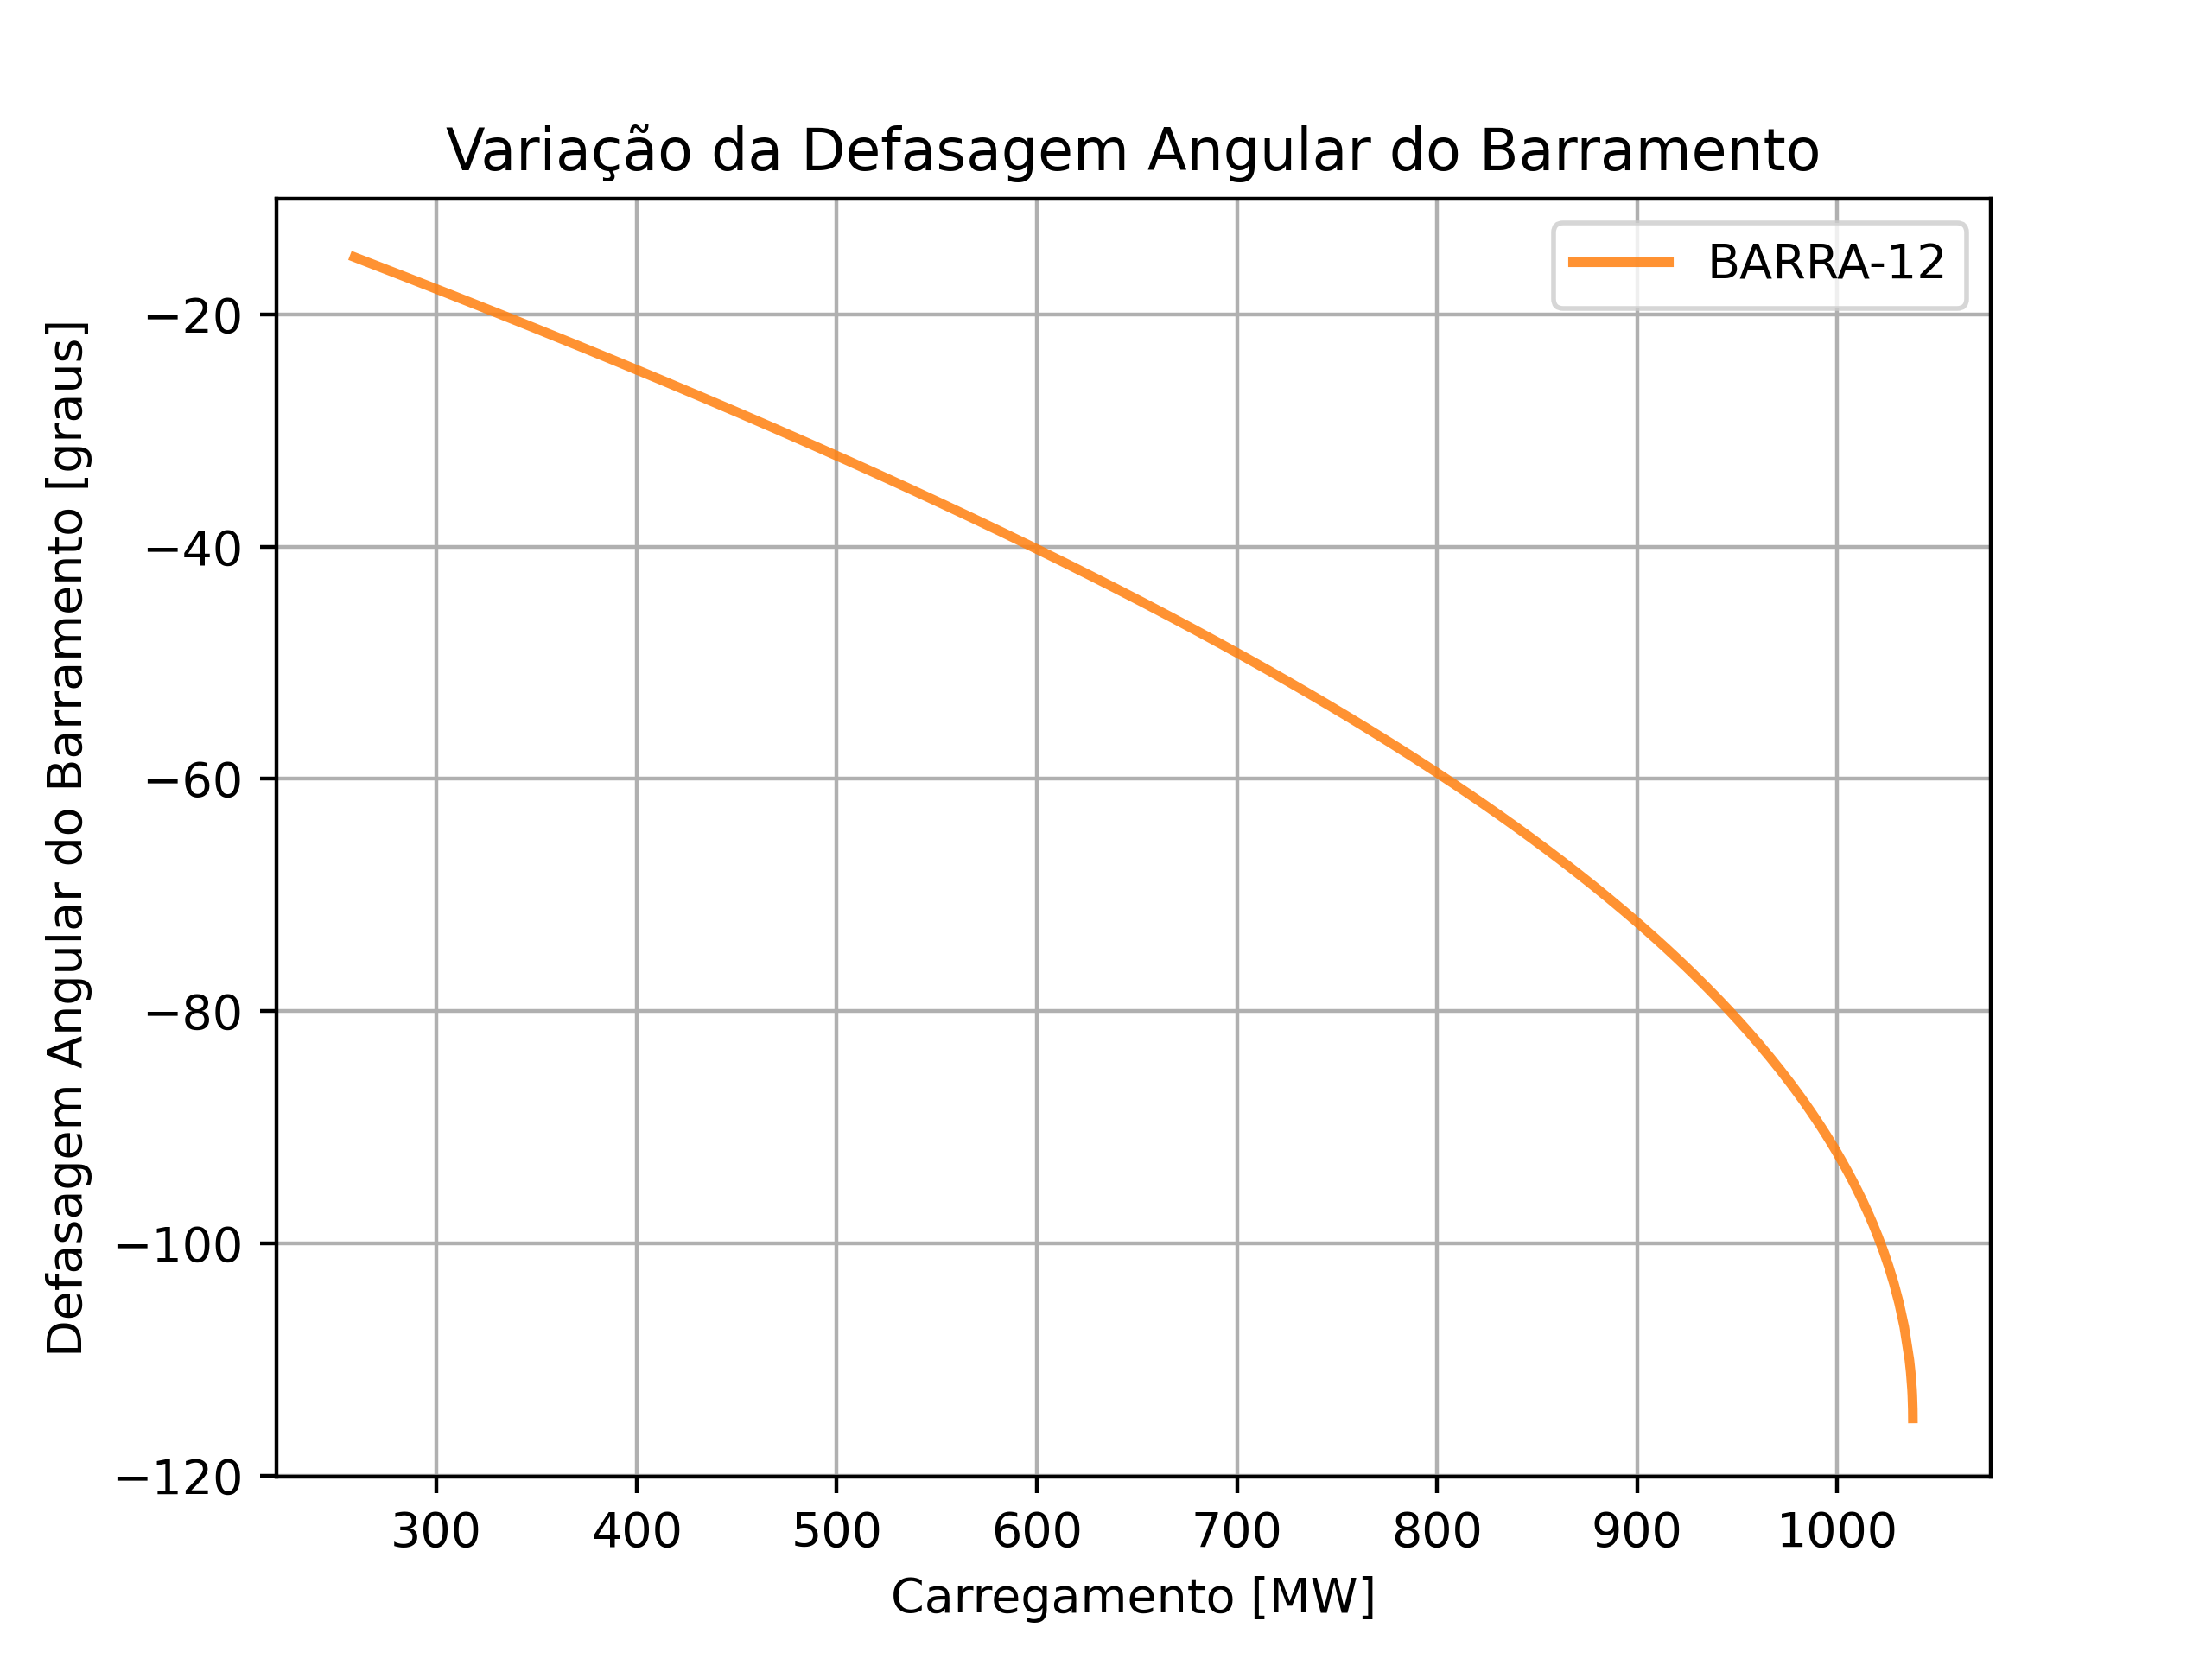 Variação da Defasagem Angular do Barramento
BARRA-12
Defasagem Angular do Barramento [graus]
−20
−40
−60
−80
−100
−120
300 400 500 600 700 800 900 1000
Carregamento [MW]